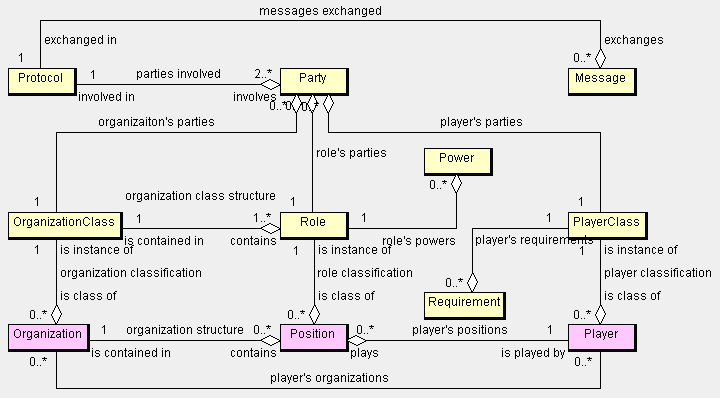 messages exchanged
exchanged in
exchanges
1
0..*
Protocol
1
parties involved
2..*
Party
Message
involved in
involves
0..*
0..*
0..*
organizaiton's parties
player's parties
role's parties
Power
0..*
1
organization class structure
1
1
OrganizationClass
1
1..*
Role
1
1
PlayerClass
is contained in
contains
role's powers
player's requirements
1
is instance of
1
is instance of
1
is instance of
organization classification
role classification
player classification
0..*
is class of
0..*
is class of
Requirement
0..*
is class of
0..*
Organization
1
organization structure
0..*
Position
0..*
player's positions
1
Player
0..*
is contained in
contains
plays
is played by
0..*
player's organizations